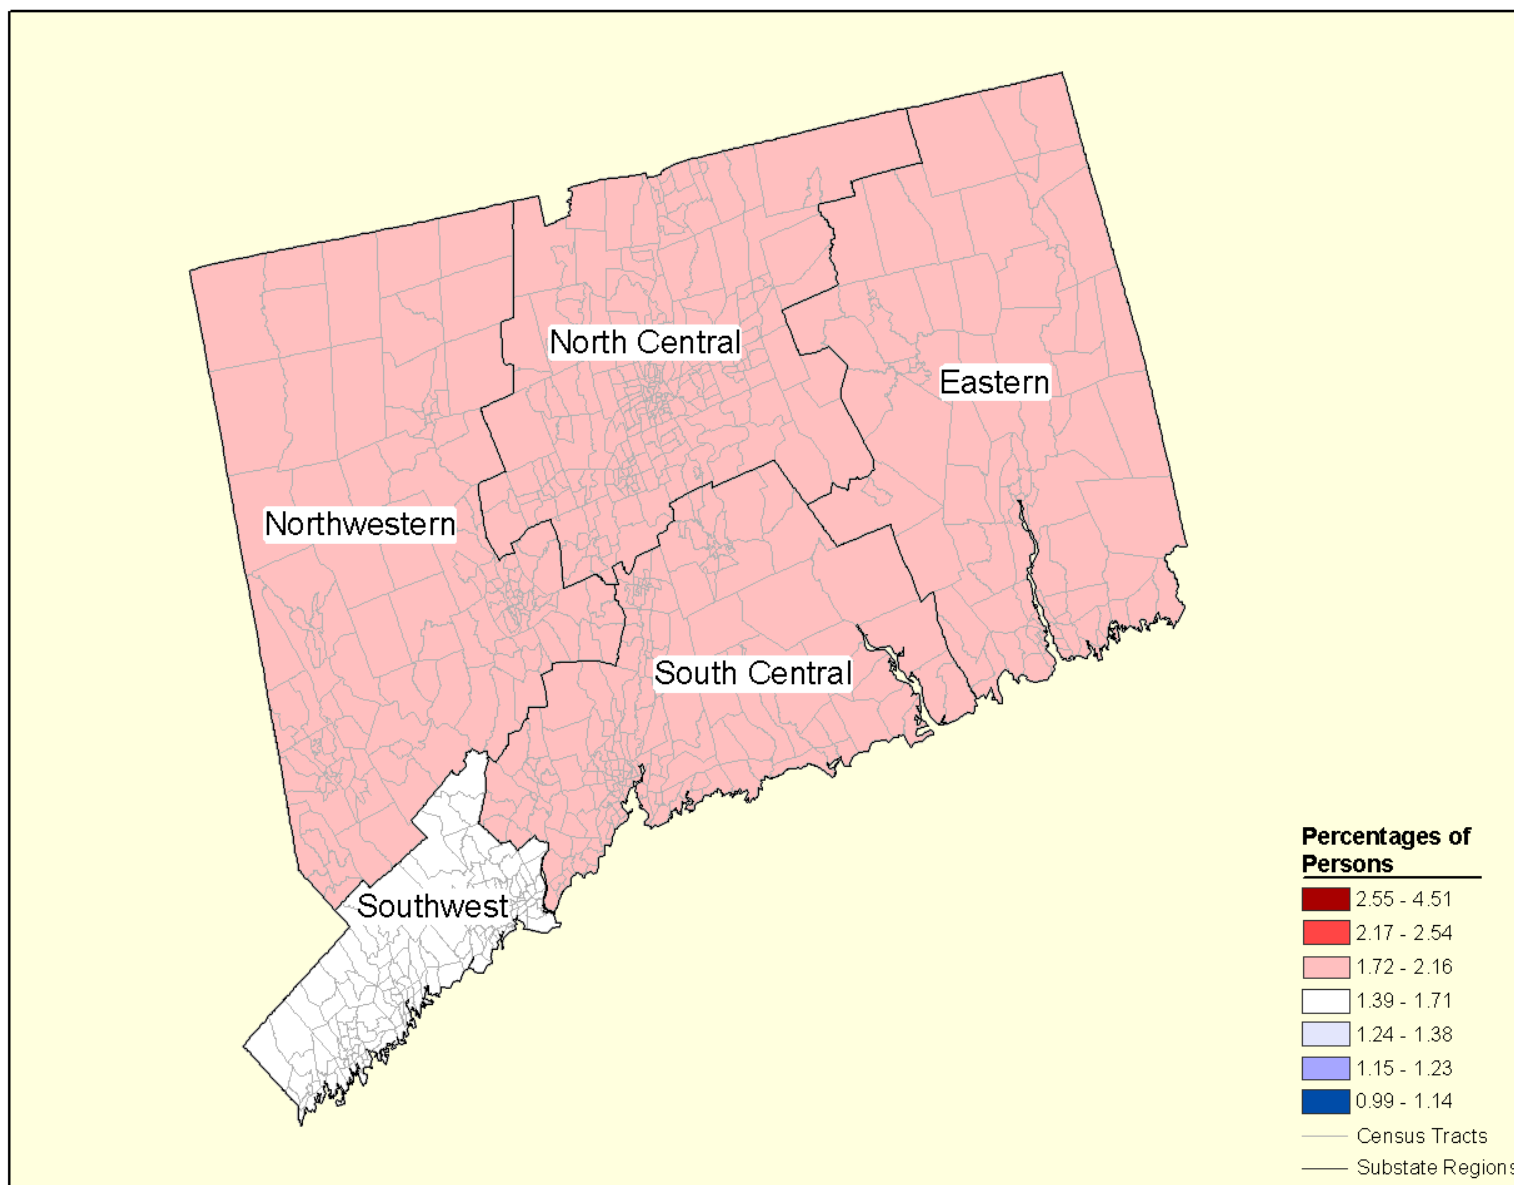 North Central
Eastern
Northwestern
South Central
Southwest
Percentages of
Persons
2.55 - 4.51
2.17 - 2.54
1.72 - 2.16
1.39 - 1.71
1.24 - 1.38
1.15 - 1.23
0.99 - 1.14
Census Tracts
Substate Regions